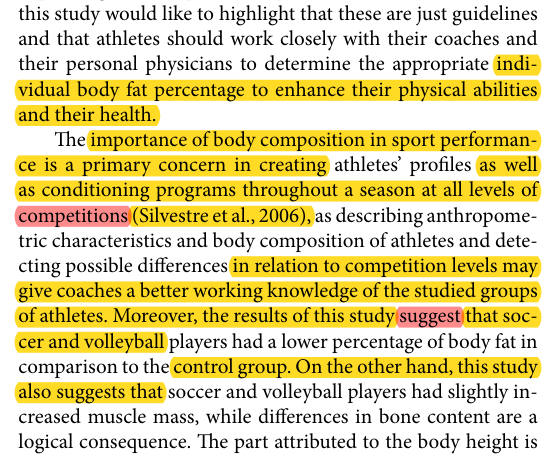 this study would like to highlight that these are just guidelines
and that athletes should work closely with their coaches and
their personal physicians to determine the appropriate indi-
vidual body fat percentage to enhance their physical abilities
and their health.
The importance of body composition in sport performan-
ce is a primary concern in creating athletes’ profiles as well
as conditioning programs throughout a season at all levels of
competitions (Silvestre et al., 2006), as describing anthropome-
tric characteristics and body composition of athletes and dete-
cting possible differences in relation to competition levels may
give coaches a better working knowledge of the studied groups
of athletes. Moreover, the results of this study suggest that soc-
cer and volleyball players had a lower percentage of body fat in
comparison to the control group. On the other hand, this study
also suggests that soccer and volleyball players had slightly in-
creased muscle mass, while differences in bone content are a
logical consequence. The part attributed to the body height is